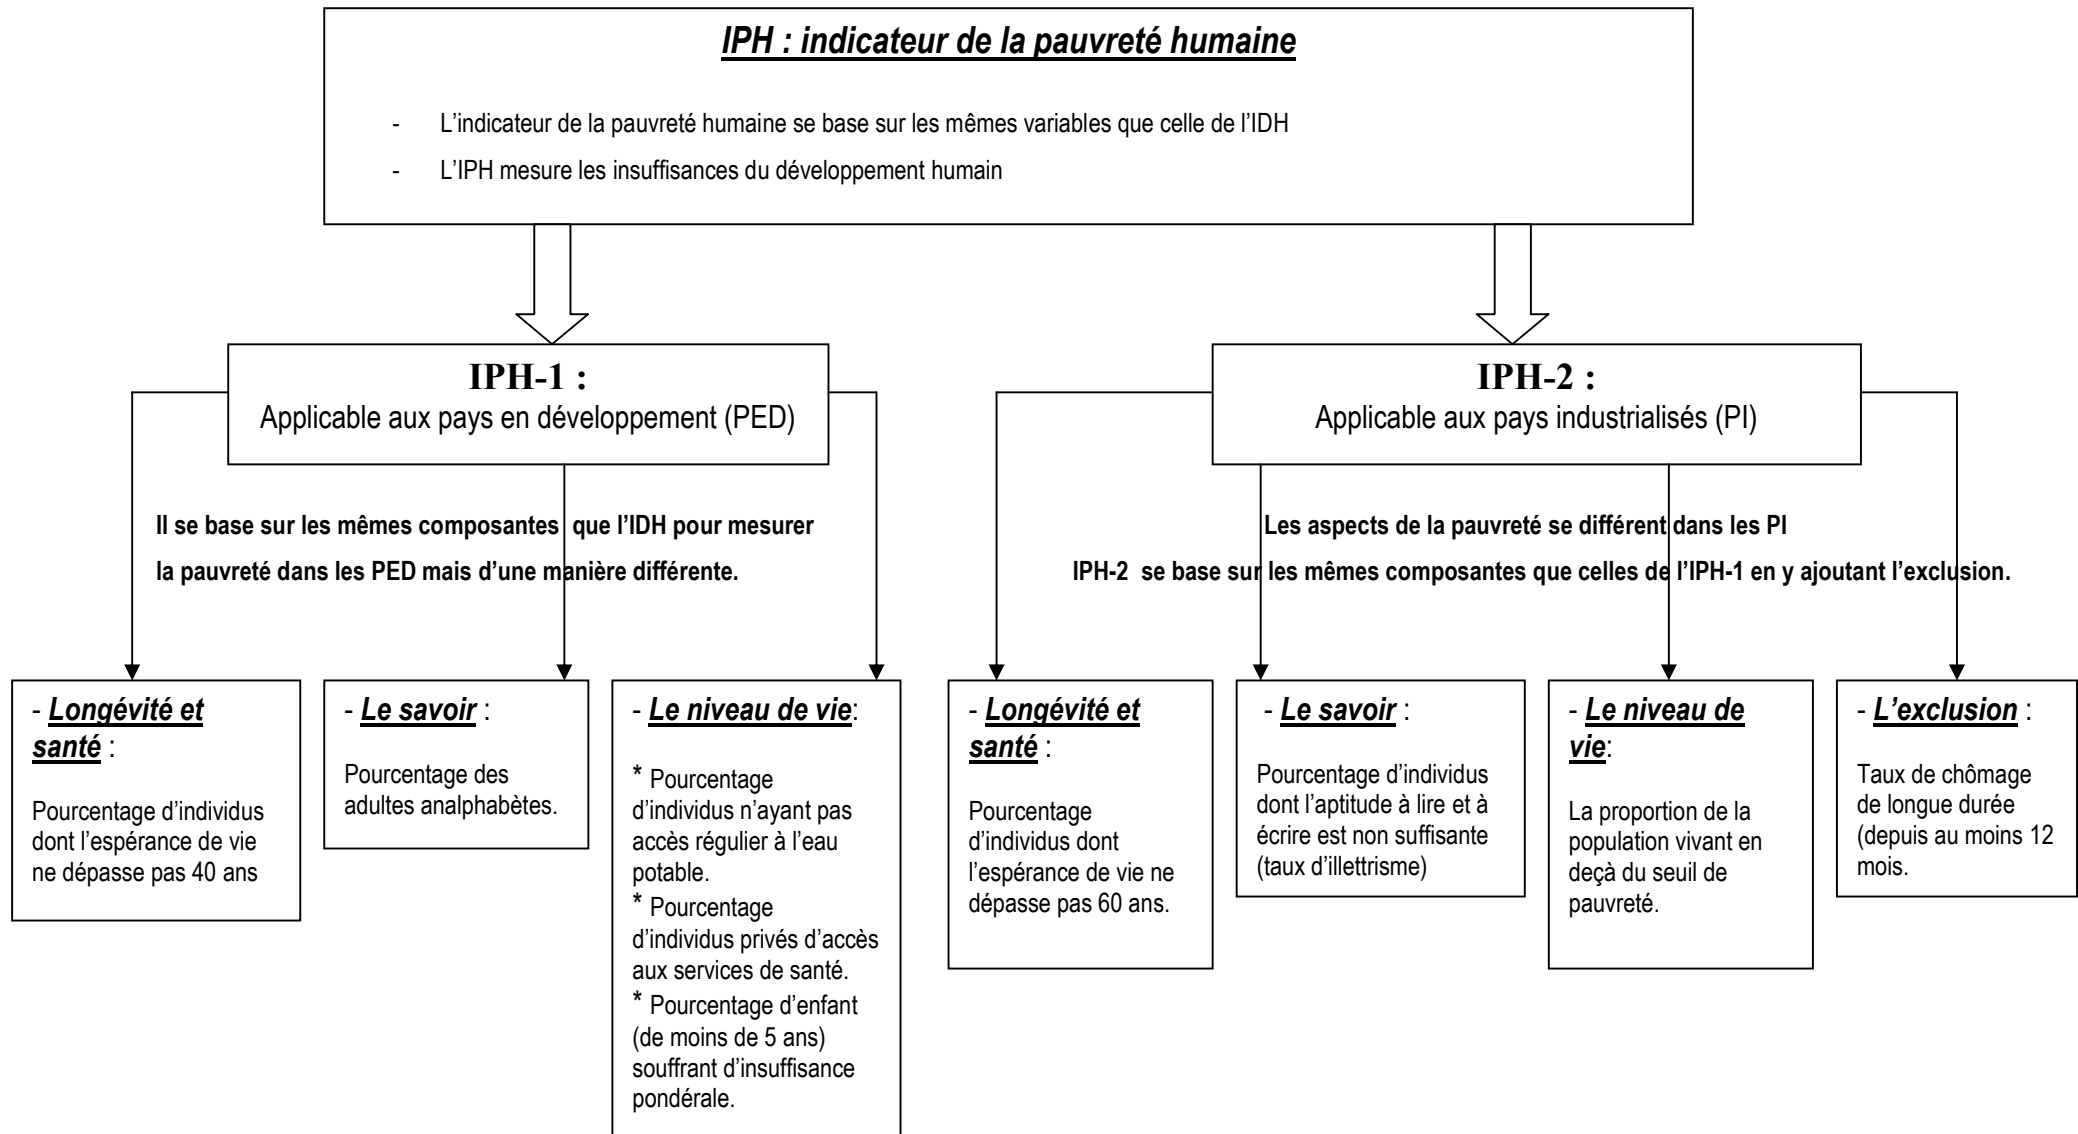 IPH : indicateur de la pauvreté humaine
- L'indicateur de la pauvreté humaine se base sur les mêmes variables que celle de l'IDH
- L'IPH mesure les insuffisances du développement humain
IPH-1 :
Applicable aux pays en développement (PED)
IPH-2 :
Applicable aux pays industrialisés (PI)
Il se base sur les mêmes composantes que l'IDH pour mesurer
la pauvreté dans les PED mais d'une manière différente.
Les aspects de la pauvreté se différent dans les PI
IPH-2 se base sur les mêmes composantes que celles de l'IPH-1 en y ajoutant l'exclusion.
- Longévité et
santé :
Pourcentage d'individus
dont l'espérance de vie
ne dépasse pas 40 ans
- Le savoir :
Pourcentage des
adultes analphabètes.
- Le niveau de vie:
* Pourcentage
d'individus n'ayant pas
accès régulier à l'eau
potable.
* Pourcentage
d'individus privés d'accès
aux services de santé.
* Pourcentage d'enfant
(de moins de 5 ans)
souffrant d'insuffisance
pondérale.
- Longévité et
santé :
Pourcentage
d'individus dont
l'espérance de vie ne
dépasse pas 60 ans.
- Le savoir :
Pourcentage d'individus
dont l'aptitude à lire et à
écrire est non suffisante
(taux d'illettrisme)
- Le niveau de
vie:
La proportion de la
population vivant en
deçà du seuil de
pauvreté.
- L'exclusion :
Taux de chômage
de longue durée
(depuis au moins 12
mois.